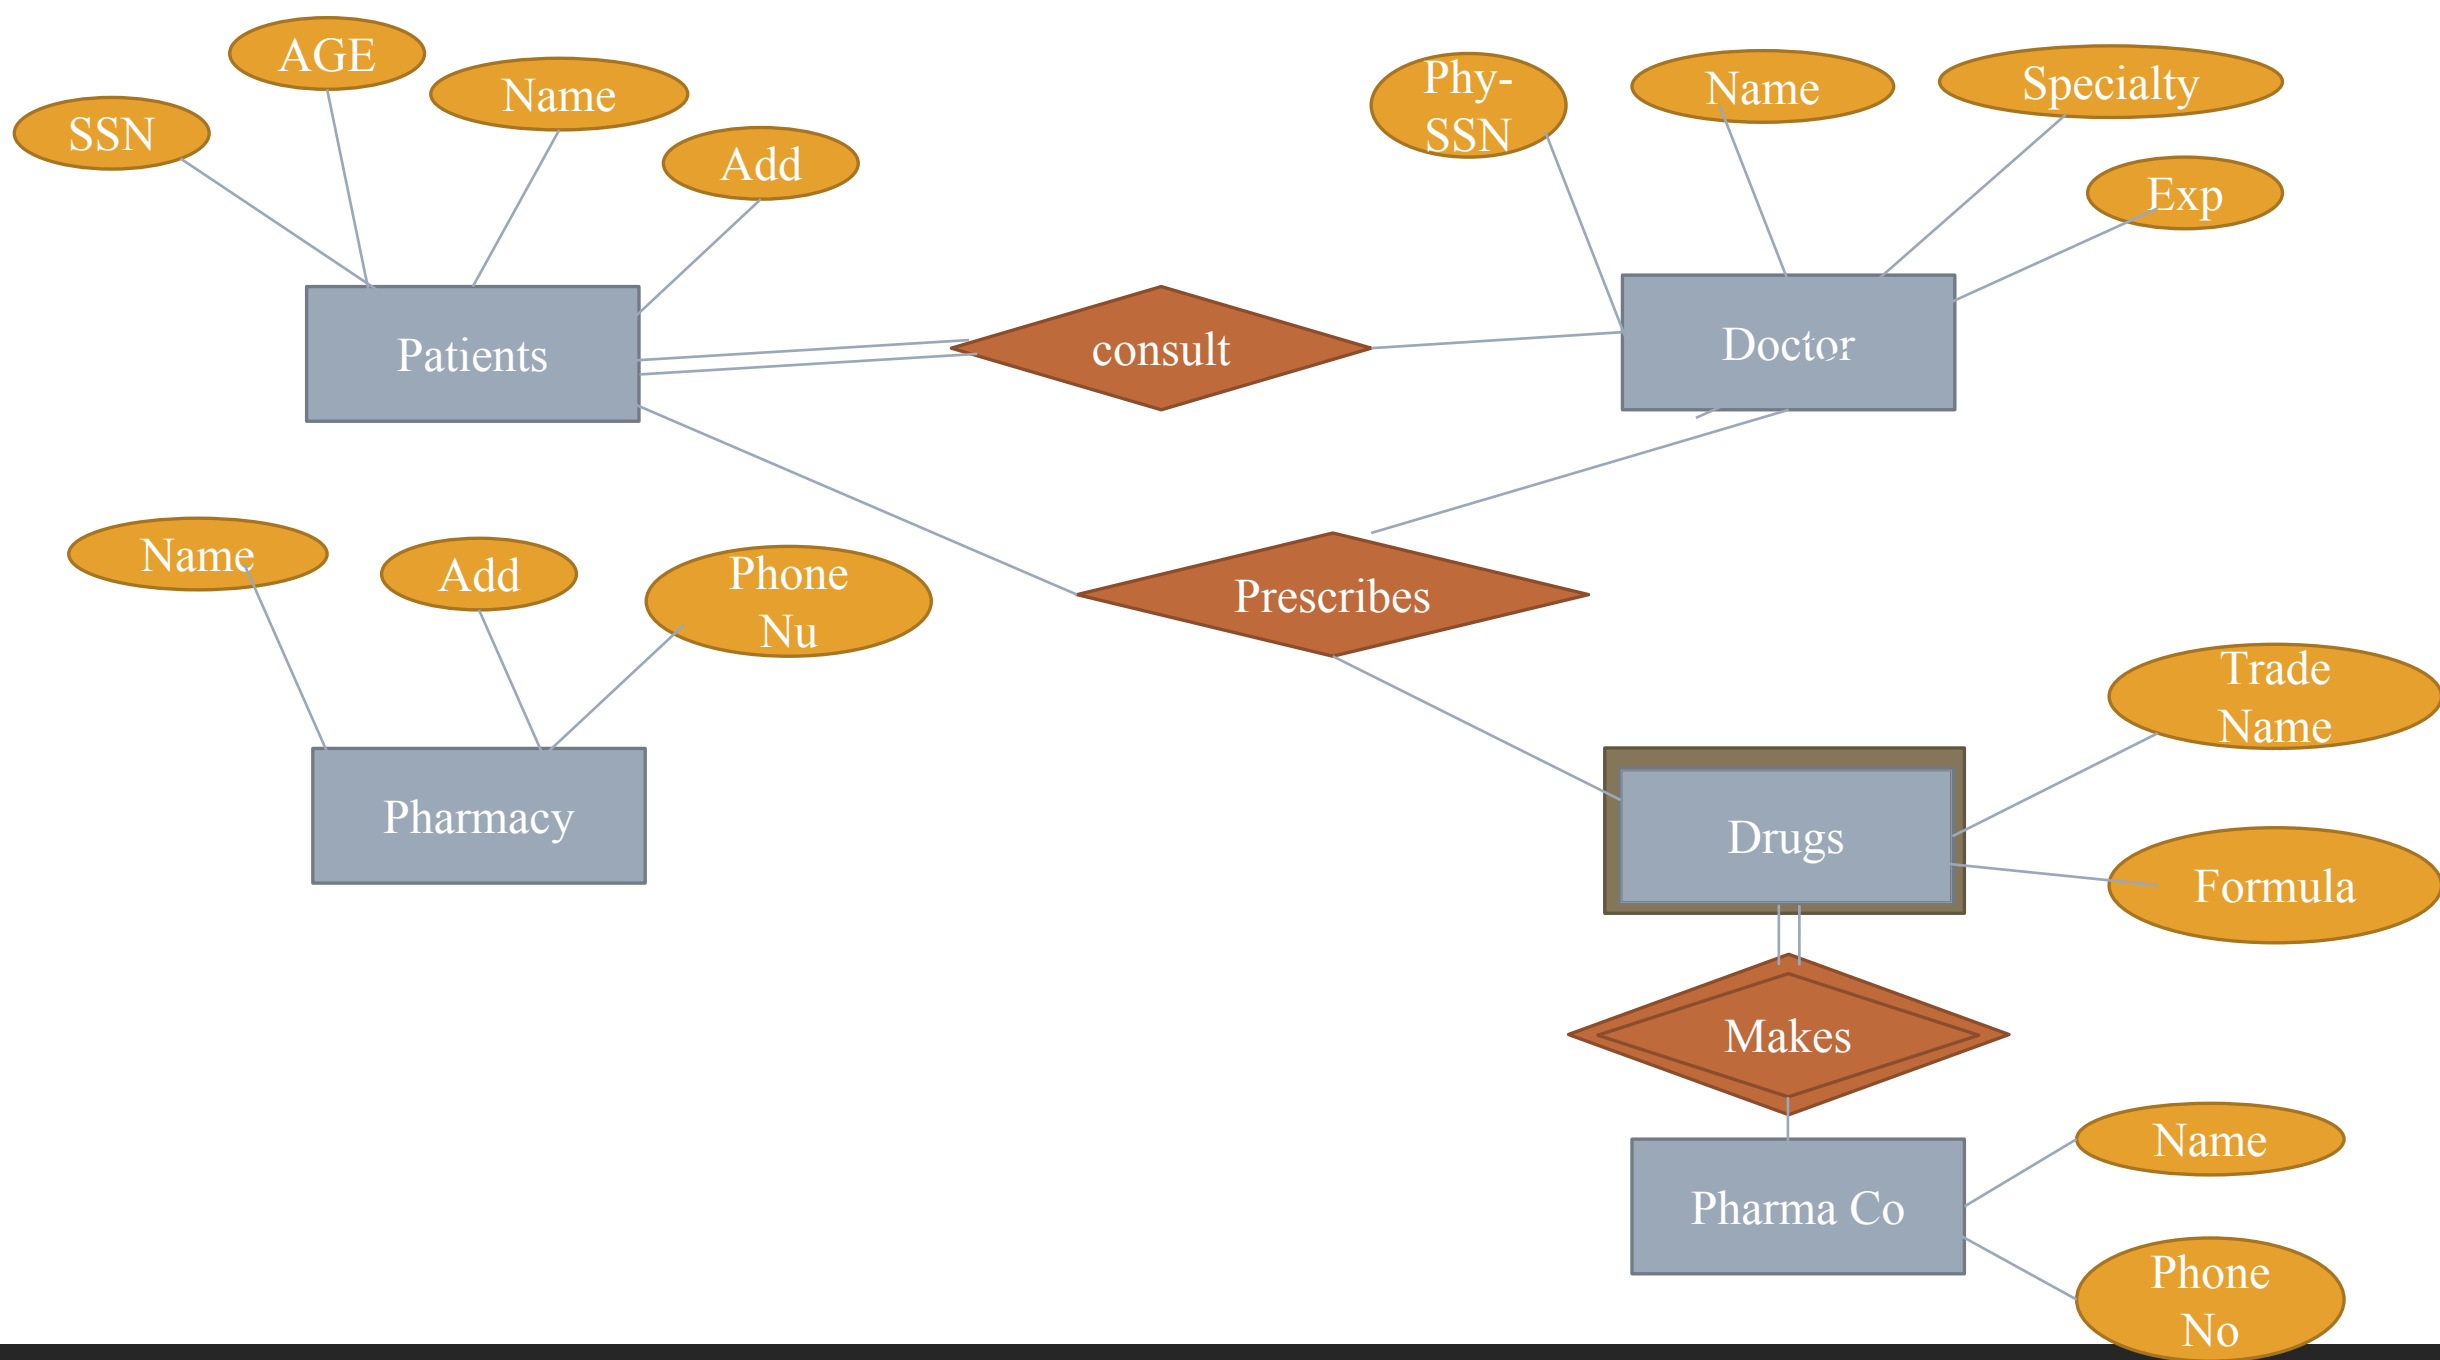 AGE
Name
SSN
Add
Phy-
SSN
Name
Specialty
Exp
Patients
consult
Doctor
Name
Add
Phone
Nu
Prescribes
Pharmacy
Trade
Name
Drugs
Formula
Makes
Name
Pharma Co
Phone
No